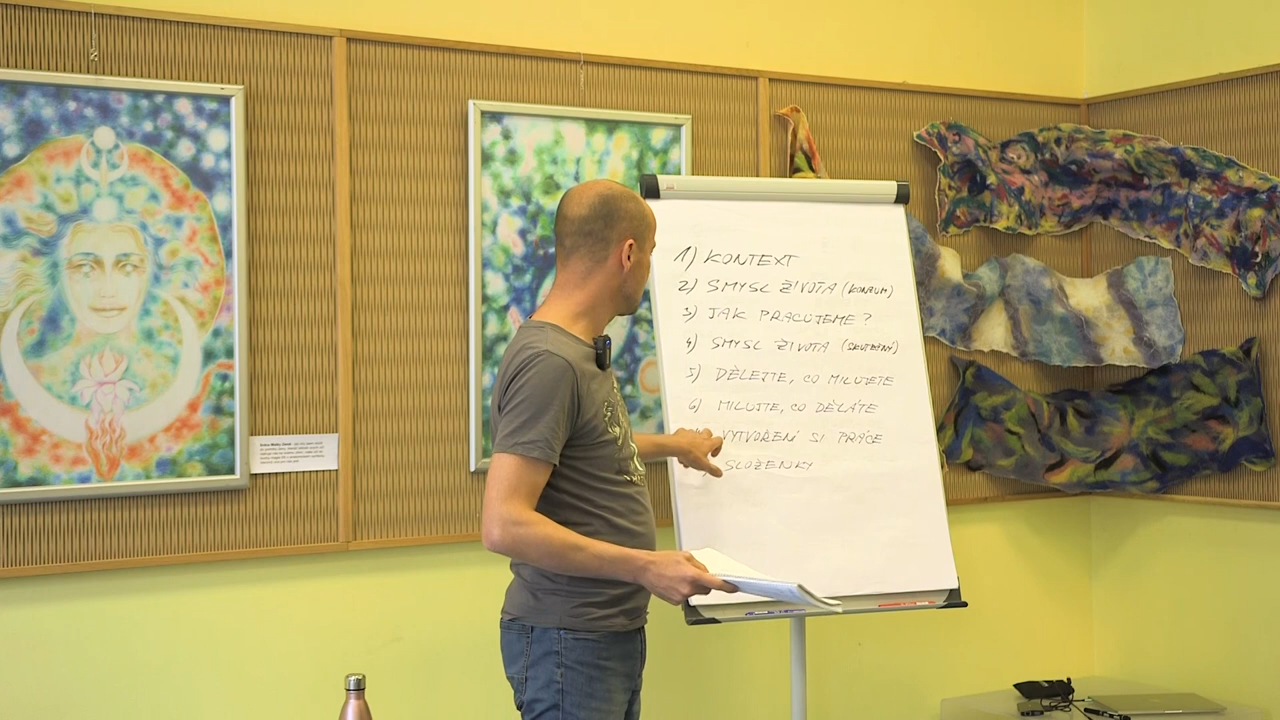 1) KONTEXT
2) SMYSL ŽIVOTA (KONZUM)
3) JAK PRACUJEME?
4) SMYSL ŽIVOTA (SKUTEČNÝ)
5) DĚLEJTE, CO MILUJETE
6) MILUJTE, CO DĚLÁTE
VYTVOŘENÍ SI PRÁCE
SLOŽENKY